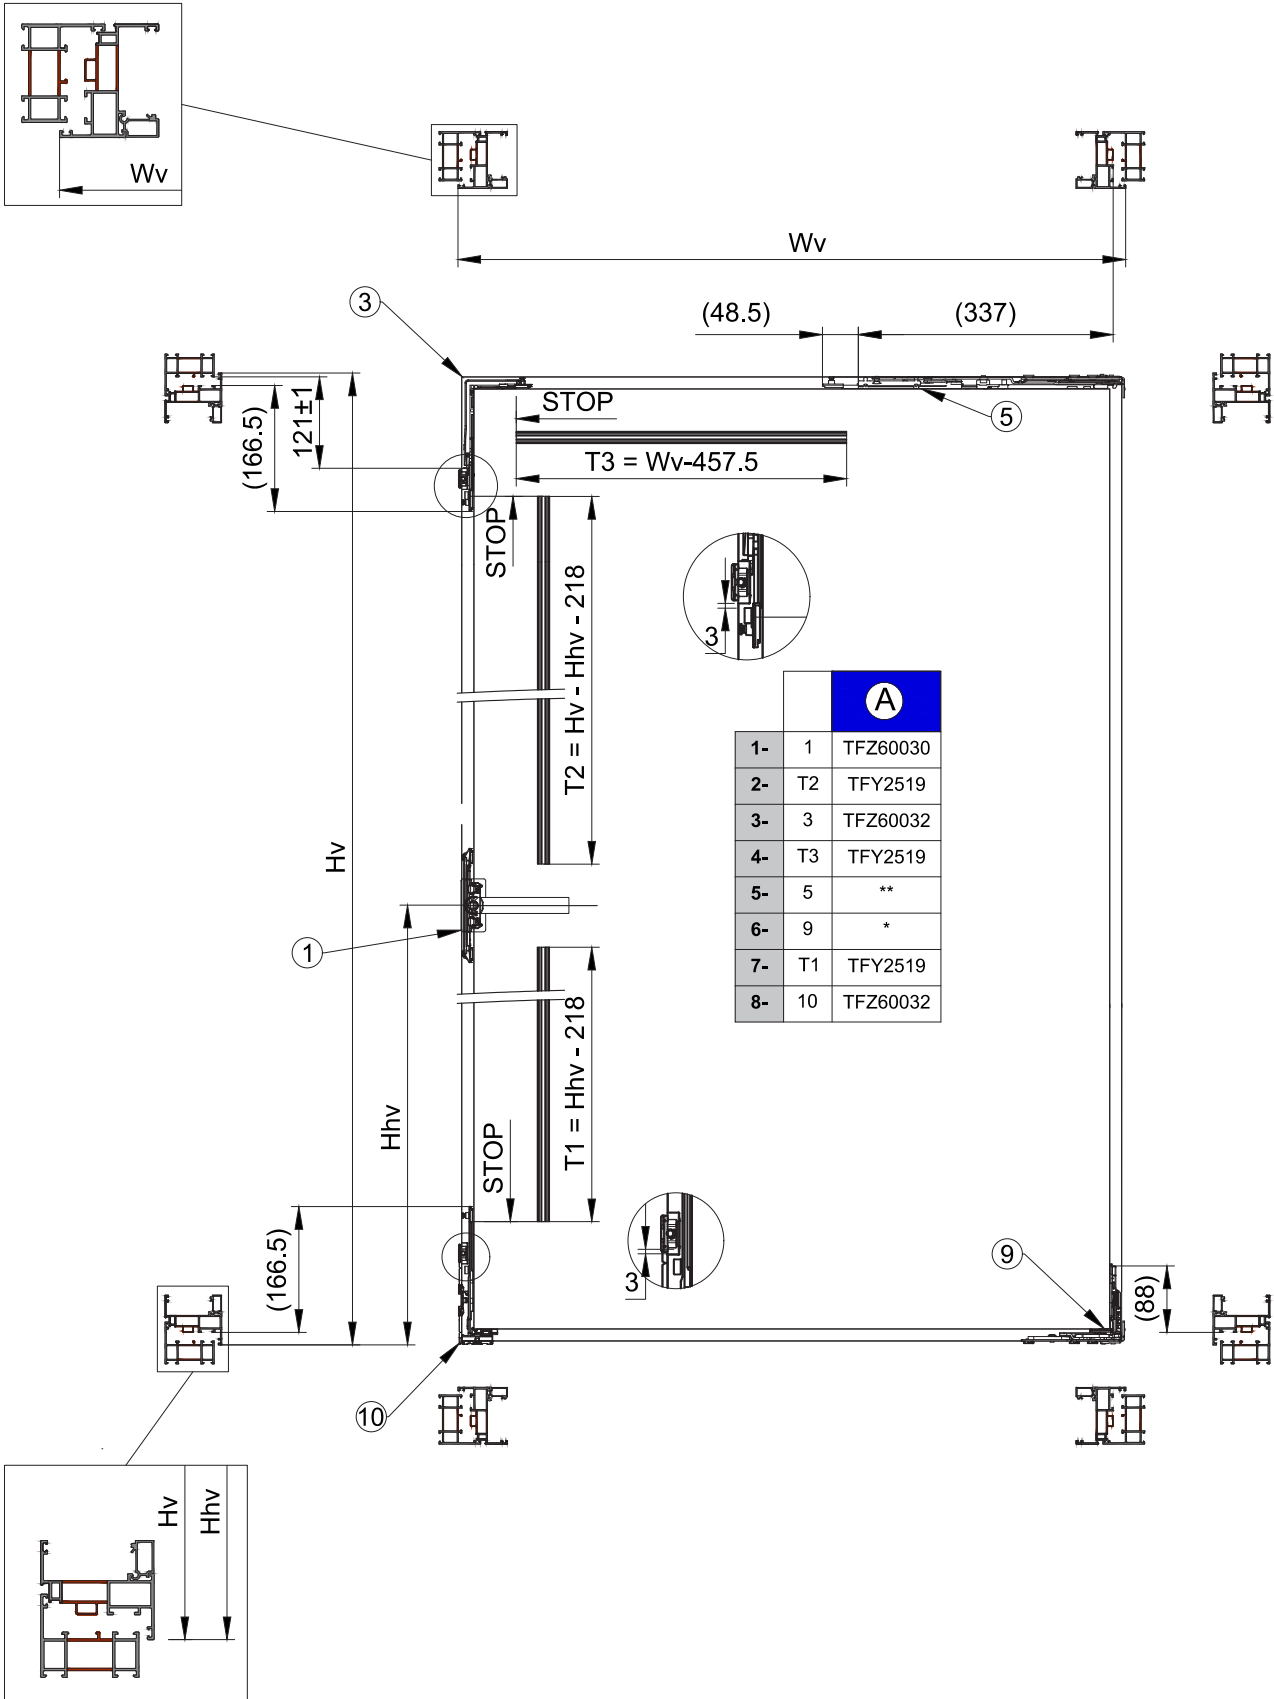 Wv
Wv
3
(48.5)
(337)
5
STOP
T3 = Wv-457.5
121±1
(166.5)
STOP
T2 = Hv - Hhv - 218
3
A
1- 1 TFZ60030
2- T2 TFY2519
3- 3 TFZ60032
4- T3 TFY2519
5- 5 **
6- 9 *
7- T1 TFY2519
8- 10 TFZ60032
Hv
1
Hhv
T1 = Hhv - 218
STOP
(166.5)
3
9
(88)
10
Hv
Hhv